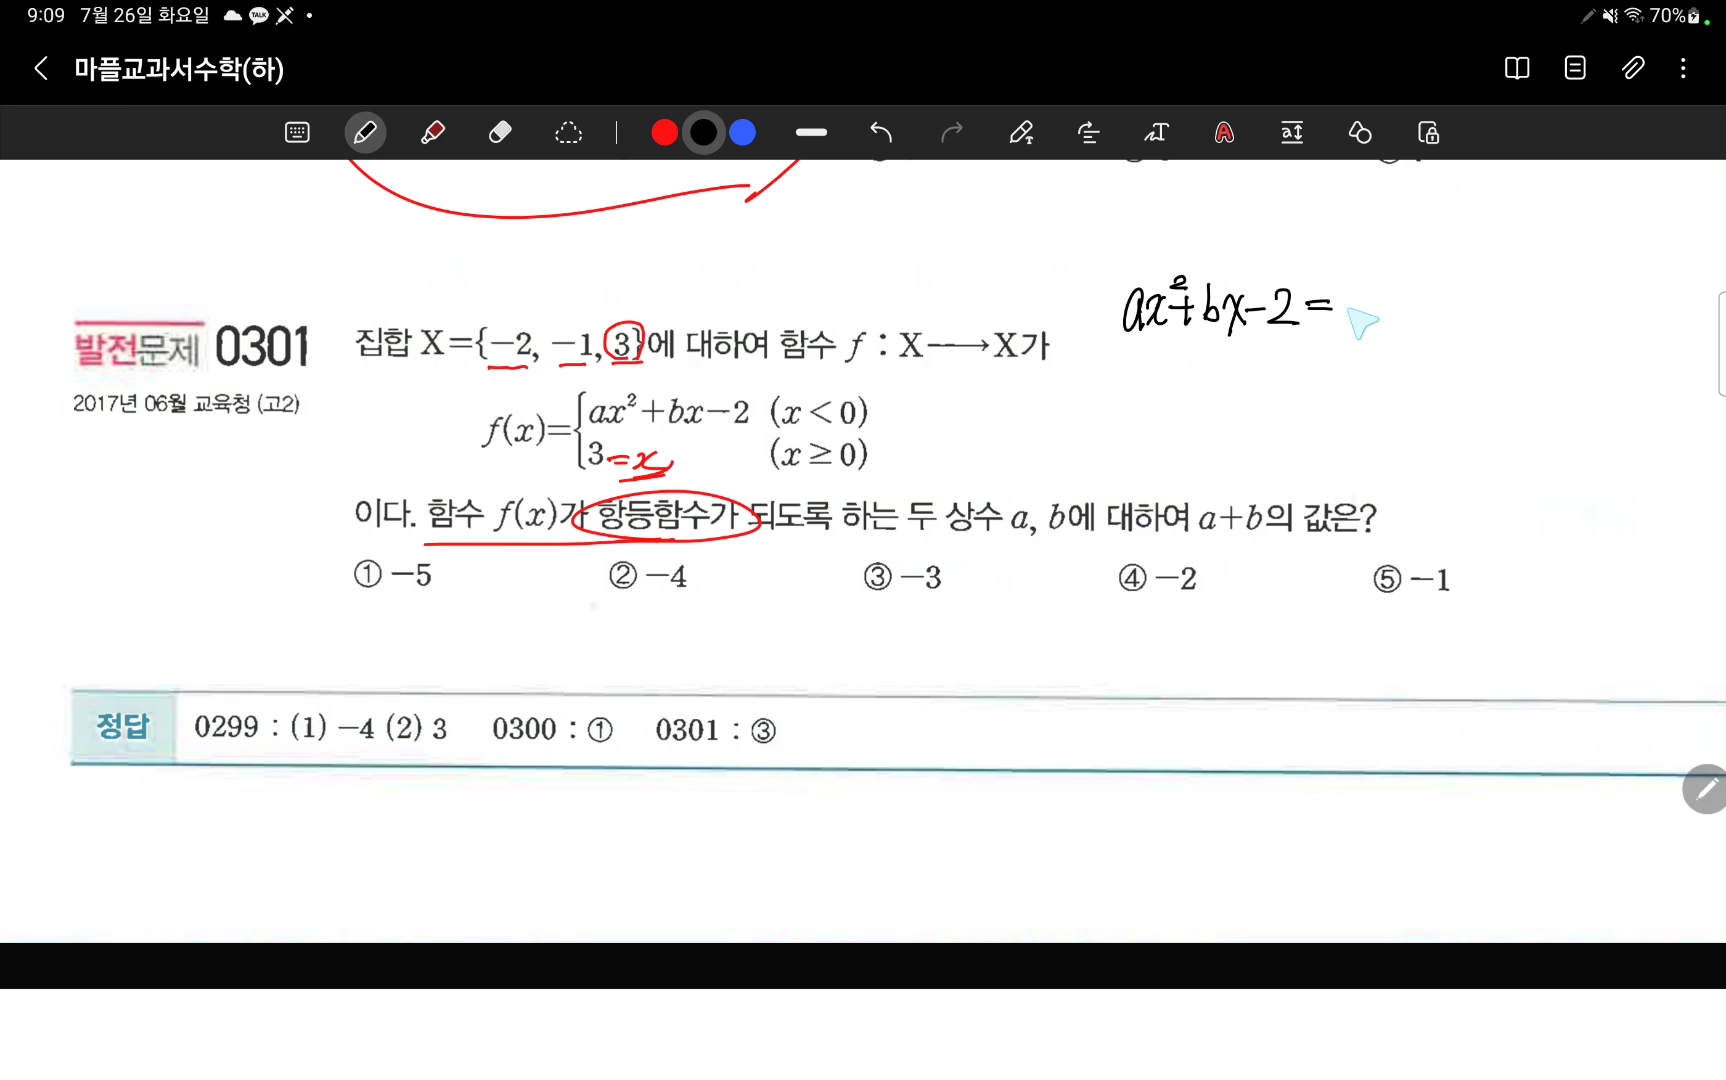 9:09 7월 26일 화요일 TALK 70%
마플교과서수학(하)
ax²+bx-2=
발전문제 0301 집합 X={-2, -1, 3}에 대하여 함수 f : X→X가
2017년 06월 교육청 (고2)
f(x)={ax²+bx-2 (x<0)
3=x (x≥0)
이다. 함수 f(x)가 항등함수가 되도록 하는 두 상수 a, b에 대하여 a+b의 값은?
① -5 ② -4 ③ -3 ④ -2 ⑤ -1
정답 0299 : (1) -4 (2) 3 0300 : ① 0301 : ③